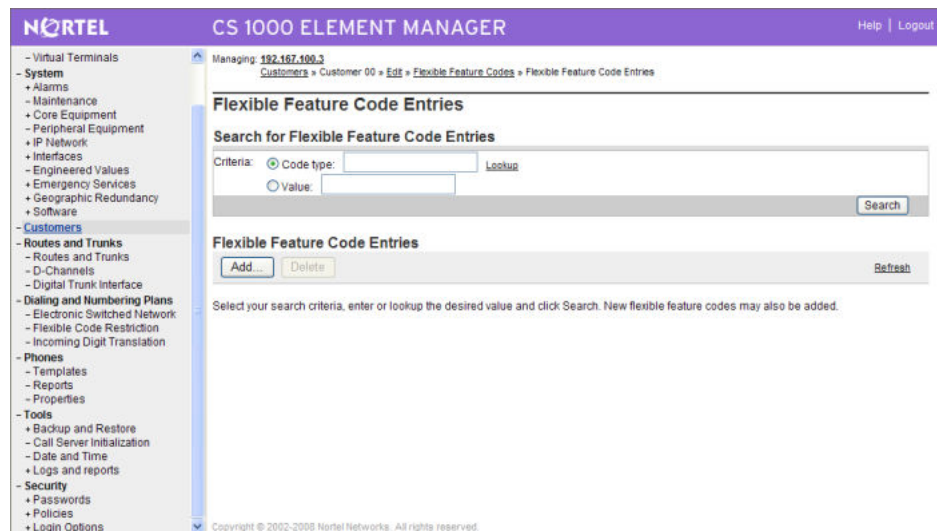 NORTEL
CS 1000 ELEMENT MANAGER
Help | Logout
– Virtual Terminals
– System
+ Alarms
– Maintenance
+ Core Equipment
– Peripheral Equipment
+ IP Network
+ Interfaces
– Engineered Values
+ Emergency Services
+ Geographic Redundancy
+ Software
– Customers
– Routes and Trunks
– Routes and Trunks
– D-Channels
– Digital Trunk Interface
– Dialing and Numbering Plans
– Electronic Switched Network
– Flexible Code Restriction
– Incoming Digit Translation
– Phones
– Templates
– Reports
– Properties
– Tools
+ Backup and Restore
– Call Server Initialization
– Date and Time
+ Logs and reports
– Security
+ Passwords
+ Policies
+ Login Options
Managing: 192.167.100.3
Customers » Customer 00 » Edit » Flexible Feature Codes » Flexible Feature Code Entries
Flexible Feature Code Entries
Search for Flexible Feature Code Entries
Criteria: Code type: Lookup
Value:
Search
Flexible Feature Code Entries
Add... Delete Refresh
Select your search criteria, enter or lookup the desired value and click Search. New flexible feature codes may also be added.
Copyright © 2002-2008 Nortel Networks. All rights reserved.